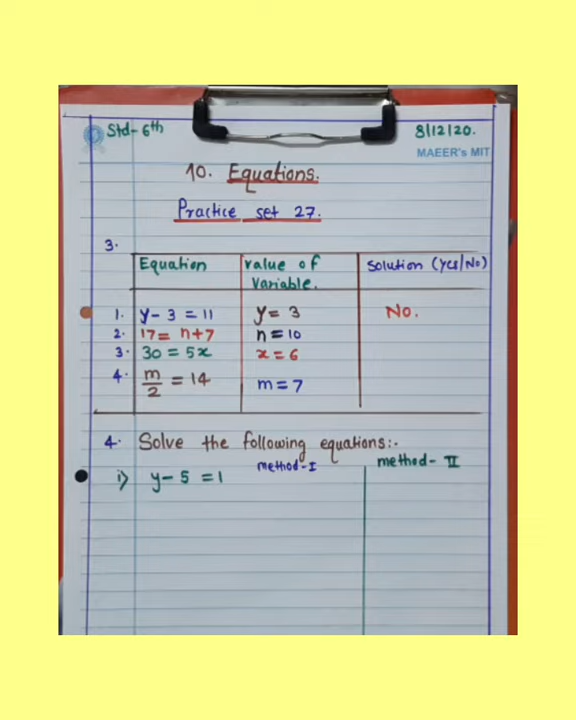 Std- 6th
8/12/20.
MAEER's MIT
10. Equations.
Practice set 27.
3.
Equation value of Variable. Solution (Yes/No)
1. y - 3 = 11 y = 3 No.
2. 17 = n+7 n = 10
3. 30 = 5x x = 6
4. m/2 = 14 m = 7
4. Solve the following equations:-
method-I method-II
i) y - 5 = 1